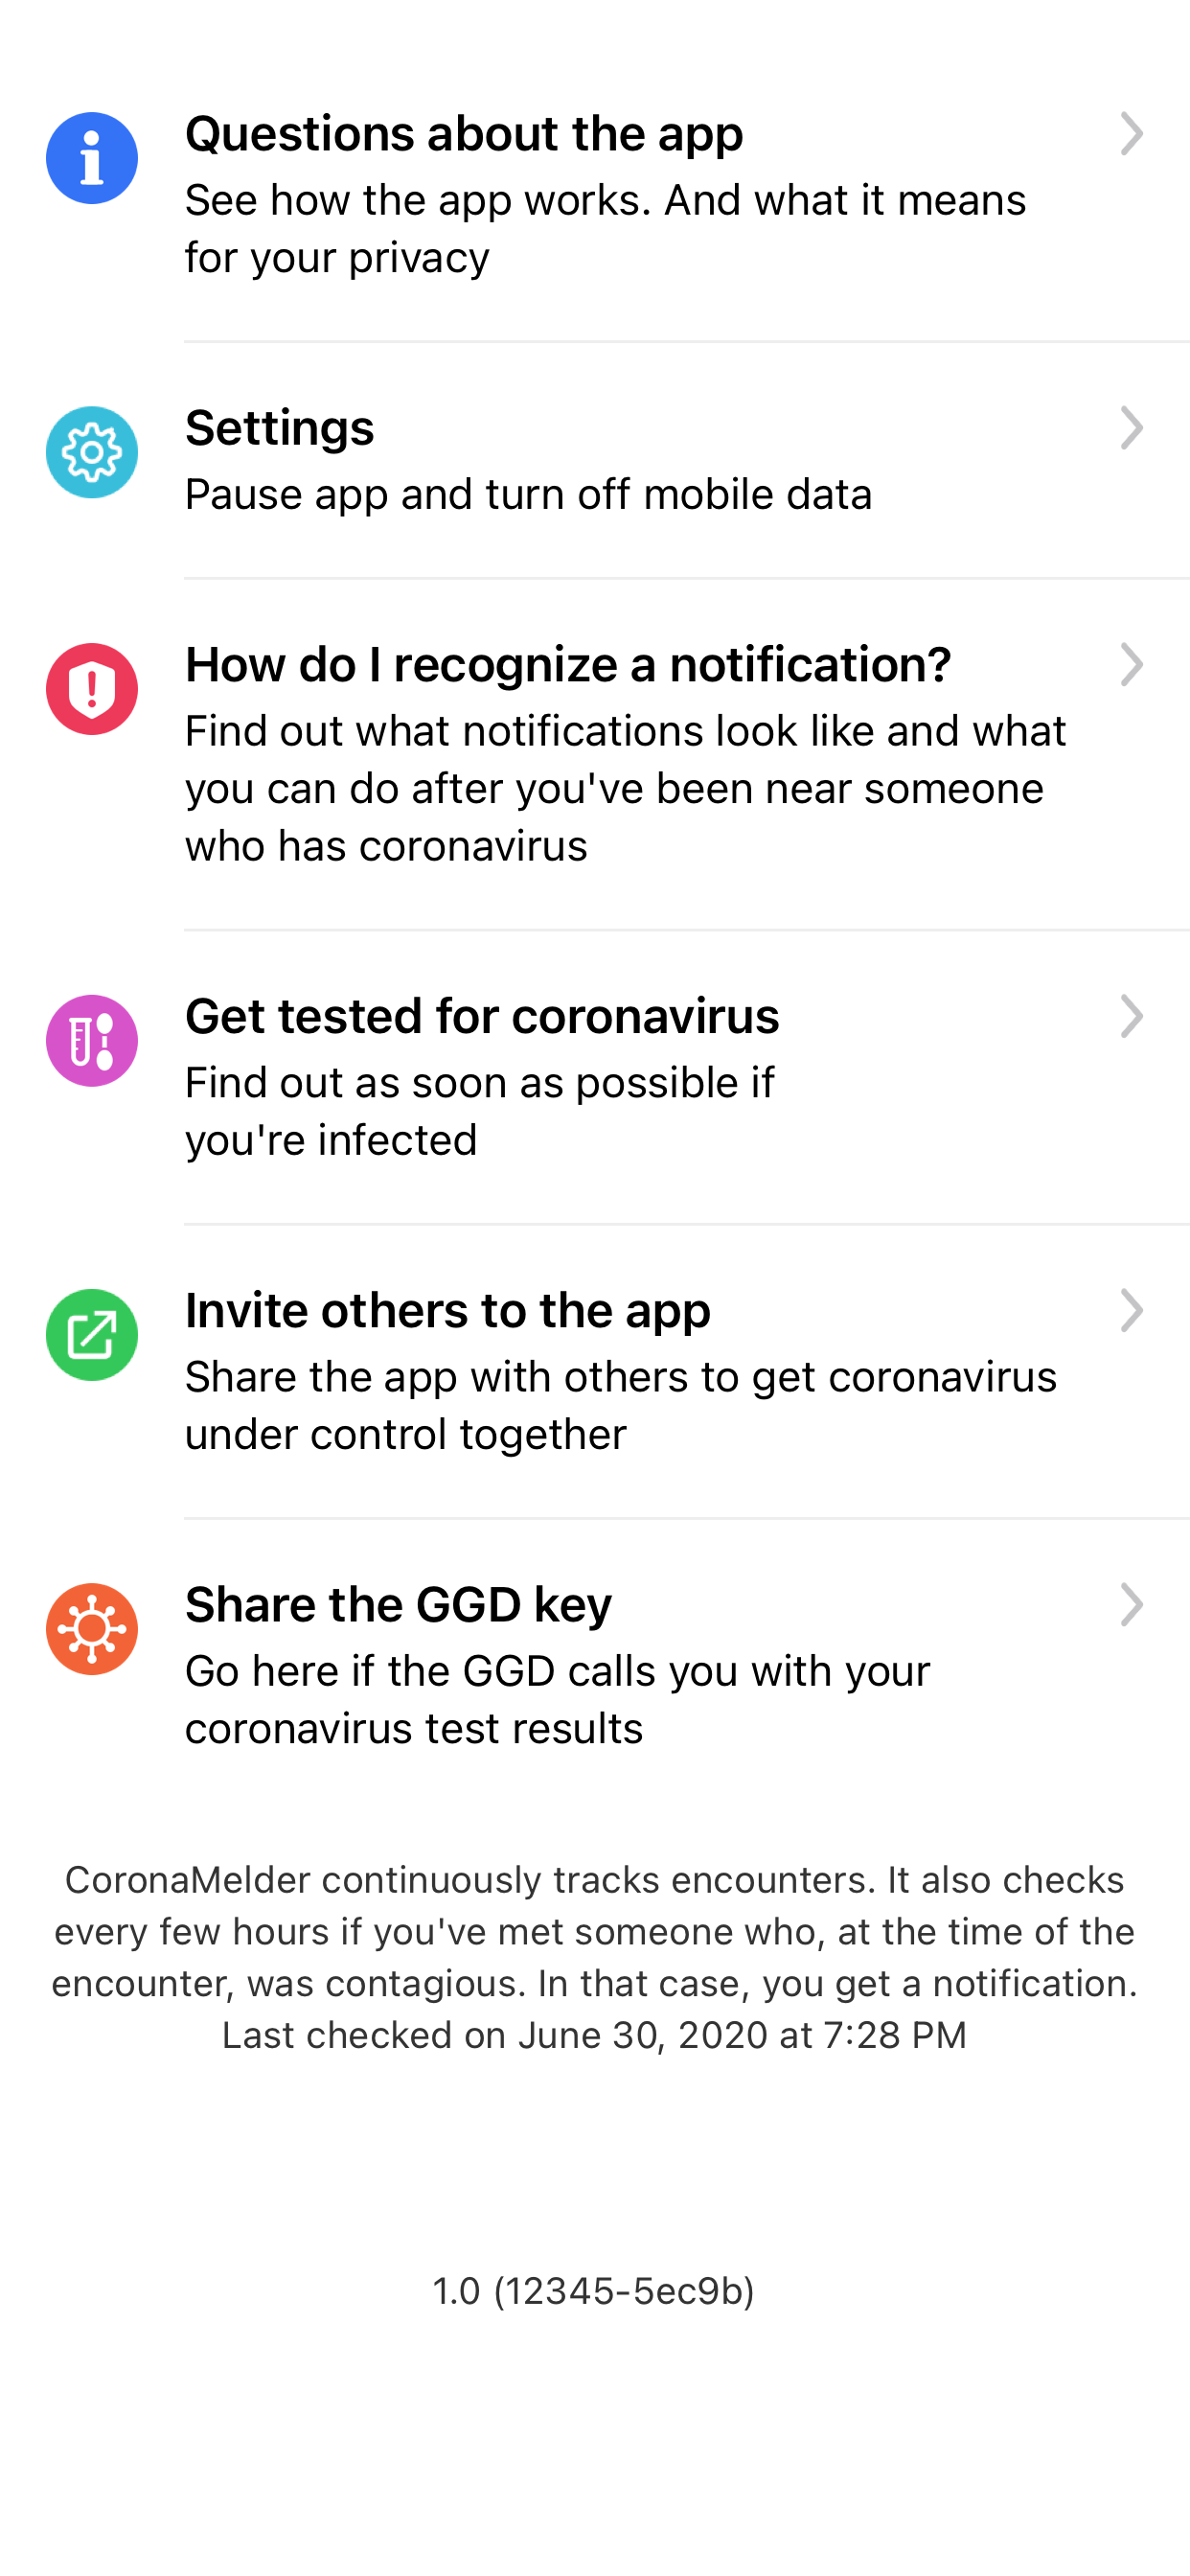 Questions about the app
See how the app works. And what it means
for your privacy
Settings
Pause app and turn off mobile data
How do I recognize a notification?
Find out what notifications look like and what
you can do after you've been near someone
who has coronavirus
Get tested for coronavirus
Find out as soon as possible if
you're infected
Invite others to the app
Share the app with others to get coronavirus
under control together
Share the GGD key
Go here if the GGD calls you with your
coronavirus test results
CoronaMelder continuously tracks encounters. It also checks
every few hours if you've met someone who, at the time of the
encounter, was contagious. In that case, you get a notification.
Last checked on June 30, 2020 at 7:28 PM
1.0 (12345-5ec9b)